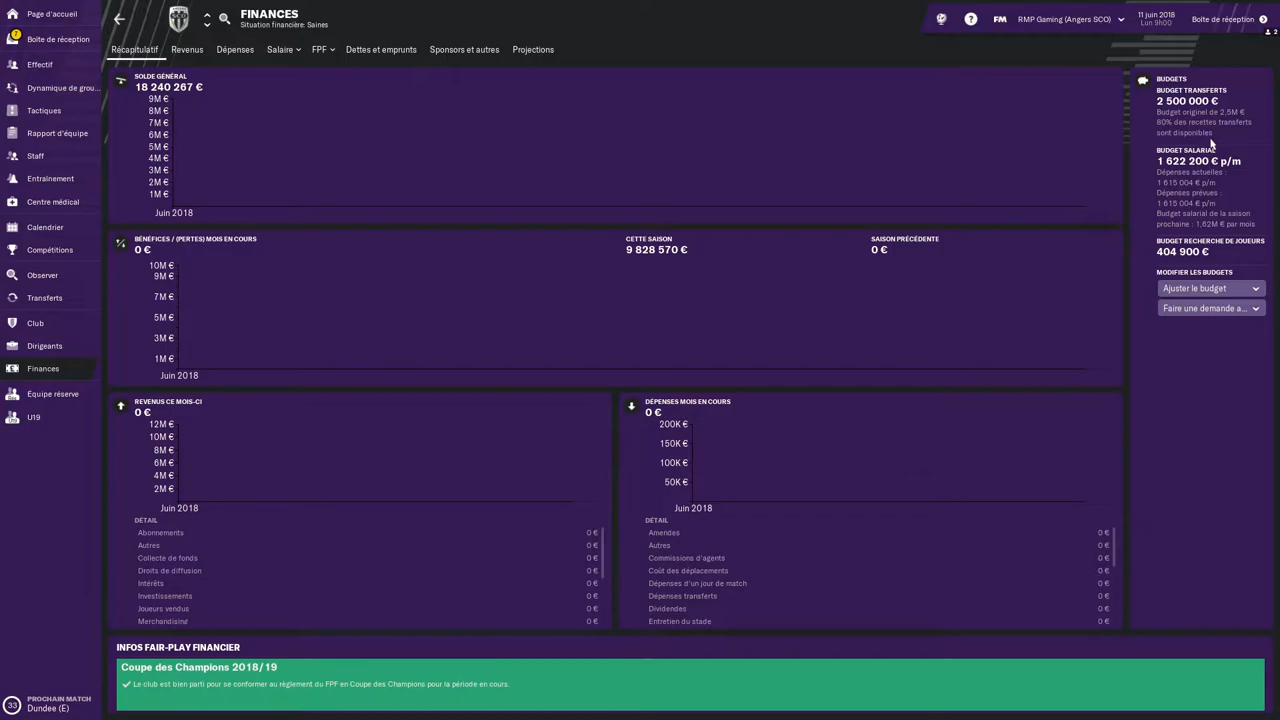 Page d'accueil
7
Boîte de réception
Effectif
Dynamique de grou...
Tactiques
Rapport d'équipe
Staff
Entraînement
Centre médical
Calendrier
Compétitions
Observer
Transferts
Club
Dirigeants
Finances
Équipe réserve
U19
33
PROCHAIN MATCH
Dundee (E)
FINANCES
Situation financière: Saines
FM
RMP Gaming (Angers SCO)
11 juin 2018
Lun 9h00
Boîte de réception
2
Récapitulatif
Revenus
Dépenses
Salaire
FPF
Dettes et emprunts
Sponsors et autres
Projections
SOLDE GÉNÉRAL
18 240 267 €
9M €
8M €
7M €
6M €
5M €
4M €
3M €
2M €
1M €
Juin 2018
BÉNÉFICES / (PERTES) MOIS EN COURS
0 €
CETTE SAISON
9 828 570 €
SAISON PRÉCÉDENTE
0 €
10M €
9M €
7M €
5M €
3M €
1M €
Juin 2018
REVENUS CE MOIS-CI
0 €
12M €
10M €
8M €
6M €
4M €
2M €
Juin 2018
DÉTAIL
Abonnements 0 €
Autres 0 €
Collecte de fonds 0 €
Droits de diffusion 0 €
Intérêts 0 €
Investissements 0 €
Joueurs vendus 0 €
Merchandising 0 €
DÉPENSES MOIS EN COURS
0 €
200K €
150K €
100K €
50K €
Juin 2018
DÉTAIL
Amendes 0 €
Autres 0 €
Commissions d'agents 0 €
Coût des déplacements 0 €
Dépenses d'un jour de match 0 €
Dépenses transferts 0 €
Dividendes 0 €
Entretien du stade 0 €
BUDGETS
BUDGET TRANSFERTS
2 500 000 €
Budget originel de 2,5M €
80% des recettes transferts
sont disponibles
BUDGET SALARIAL
1 622 200 € p/m
Dépenses actuelles :
1 615 004 € p/m
Dépenses prévues :
1 615 004 € p/m
Budget salarial de la saison
prochaine : 1,62M € par mois
BUDGET RECHERCHE DE JOUEURS
404 900 €
MODIFIER LES BUDGETS
Ajuster le budget
Faire une demande a...
INFOS FAIR-PLAY FINANCIER
Coupe des Champions 2018/19
Le club est bien parti pour se conformer au règlement du FPF en Coupe des Champions pour la période en cours.